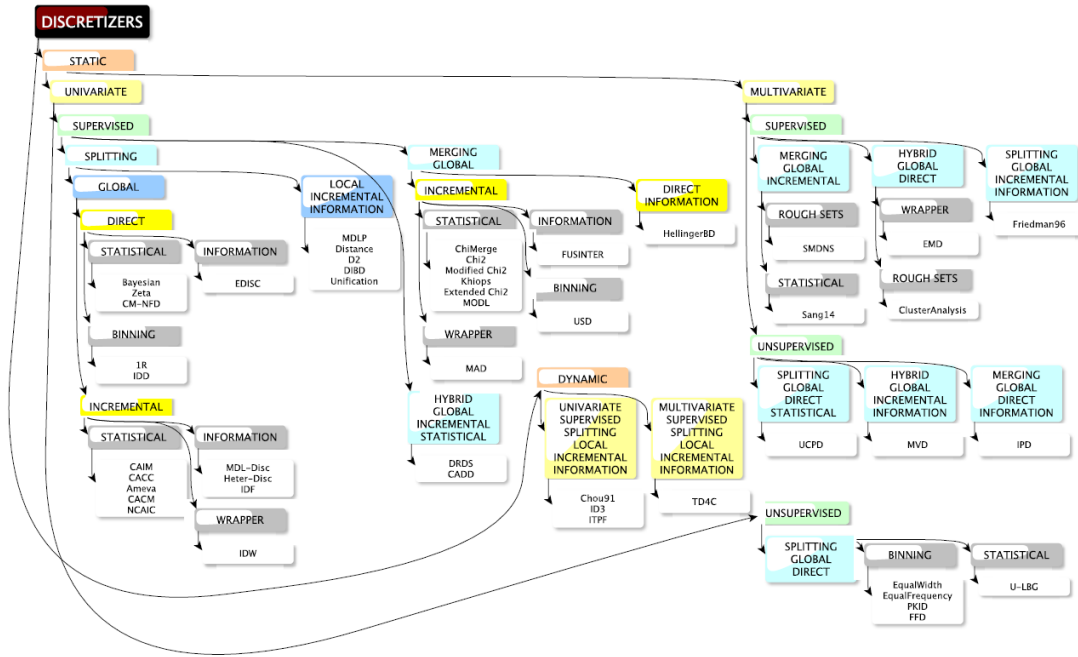 DISCRETIZERS
STATIC
UNIVARIATE
SUPERVISED
SPLITTING
GLOBAL
DIRECT
STATISTICAL
Bayesian
Zeta
CM-NFD
INFORMATION
EDISC
BINNING
1R
IDD
INCREMENTAL
STATISTICAL
CAIM
CACC
Ameva
CACM
NCAIC
INFORMATION
MDL-Disc
Heter-Disc
IDF
WRAPPER
IDW
LOCAL
INCREMENTAL
INFORMATION
MDLP
Distance
D2
DIBD
Unification
MERGING
GLOBAL
INCREMENTAL
STATISTICAL
ChiMerge
Chi2
Modified Chi2
Khiops
Extended Chi2
MODL
INFORMATION
FUSINTER
BINNING
USD
WRAPPER
MAD
DIRECT
INFORMATION
HellingerBD
HYBRID
GLOBAL
INCREMENTAL
STATISTICAL
DRDS
CADD
DYNAMIC
UNIVARIATE
SUPERVISED
SPLITTING
LOCAL
INCREMENTAL
INFORMATION
Chou91
ID3
ITPF
MULTIVARIATE
SUPERVISED
SPLITTING
LOCAL
INCREMENTAL
INFORMATION
TD4C
MULTIVARIATE
SUPERVISED
MERGING
GLOBAL
INCREMENTAL
ROUGH SETS
SMDNS
STATISTICAL
Sang14
HYBRID
GLOBAL
DIRECT
WRAPPER
EMD
ROUGH SETS
ClusterAnalysis
SPLITTING
GLOBAL
INCREMENTAL
INFORMATION
Friedman96
UNSUPERVISED
SPLITTING
GLOBAL
DIRECT
STATISTICAL
UCPD
HYBRID
GLOBAL
INCREMENTAL
INFORMATION
MVD
MERGING
GLOBAL
DIRECT
INFORMATION
IPD
UNSUPERVISED
SPLITTING
GLOBAL
DIRECT
BINNING
EqualWidth
EqualFrequency
PKID
FFD
STATISTICAL
U-LBG